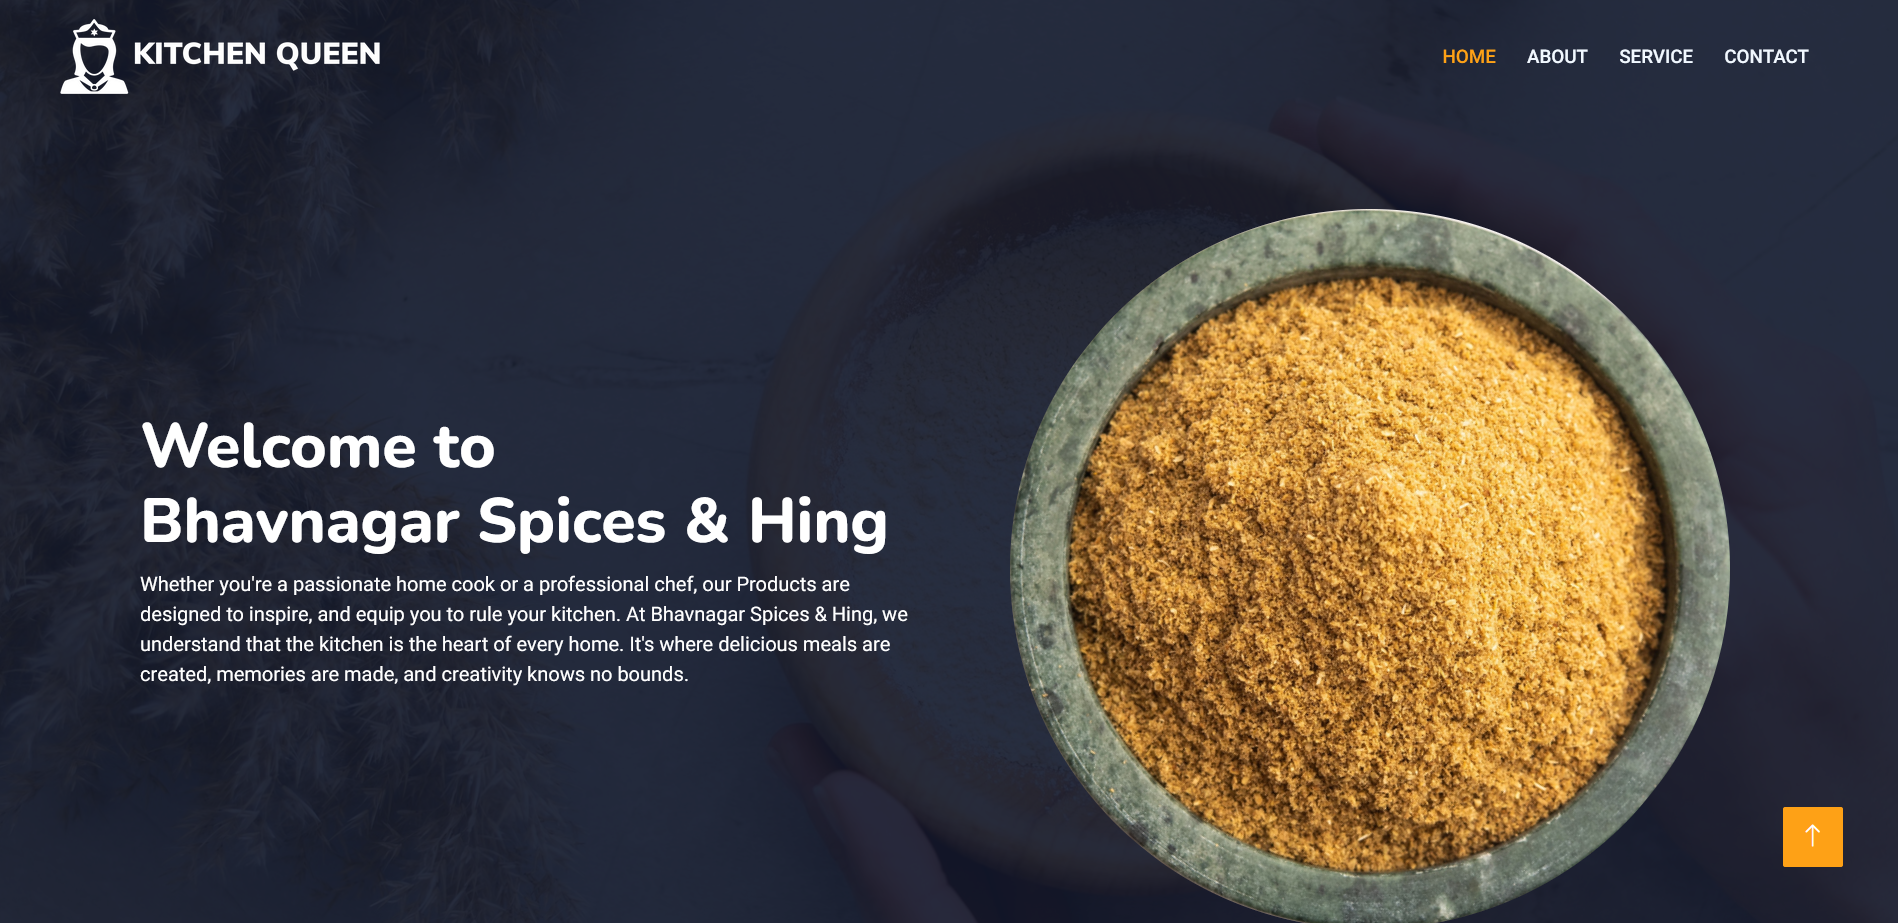 KITCHEN QUEEN
HOME ABOUT SERVICE CONTACT
Welcome to
Bhavnagar Spices & Hing
Whether you're a passionate home cook or a professional chef, our Products are
designed to inspire, and equip you to rule your kitchen. At Bhavnagar Spices & Hing, we
understand that the kitchen is the heart of every home. It's where delicious meals are
created, memories are made, and creativity knows no bounds.